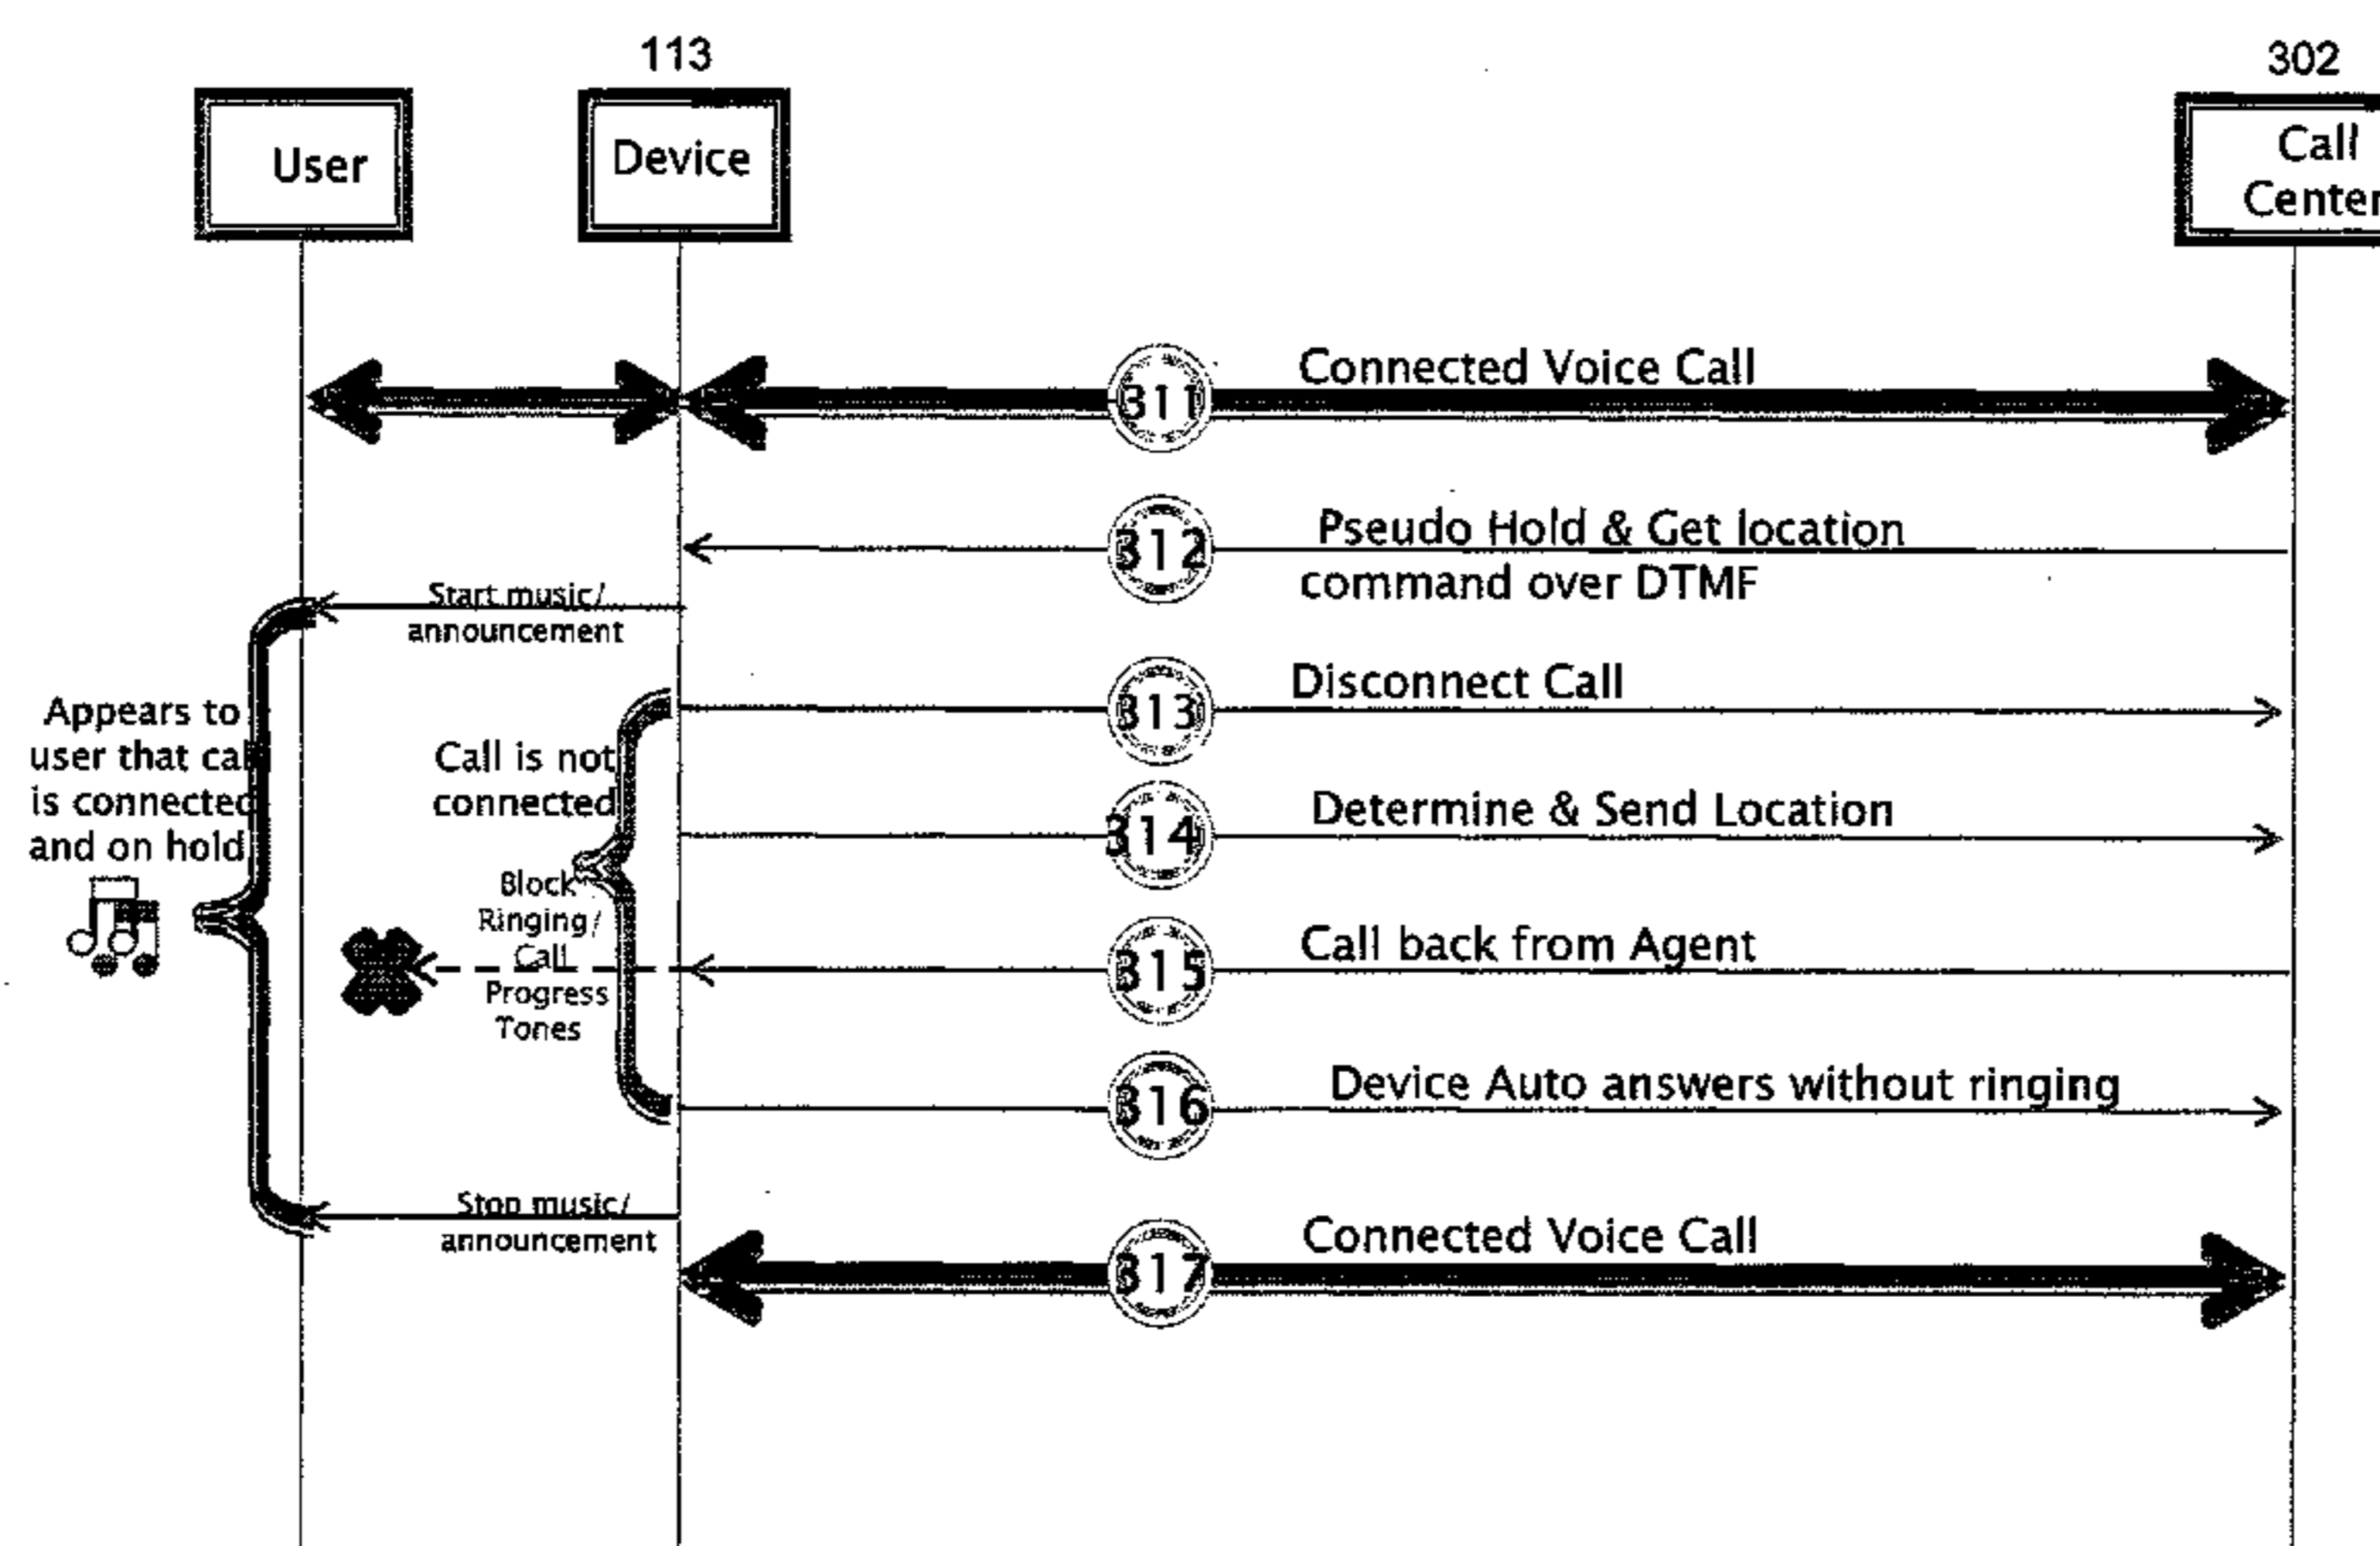 113
302
User
Device
Call
Center
311
Connected Voice Call
312
Pseudo Hold & Get location
command over DTMF
Start music/
announcement
313
Disconnect Call
Appears to
user that call
is connected
and on hold
Call is not
connected
314
Determine & Send Location
Block
Ringing/
Call
Progress
Tones
315
Call back from Agent
316
Device Auto answers without ringing
Stop music/
announcement
317
Connected Voice Call